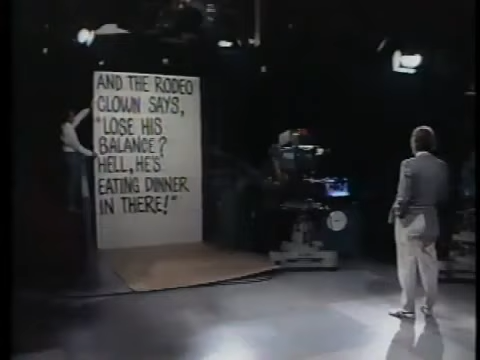 AND THE RODEO
CLOWN SAYS,
"LOSE HIS
BALANCE?
HELL, HE'S
EATING DINNER
IN THERE!"